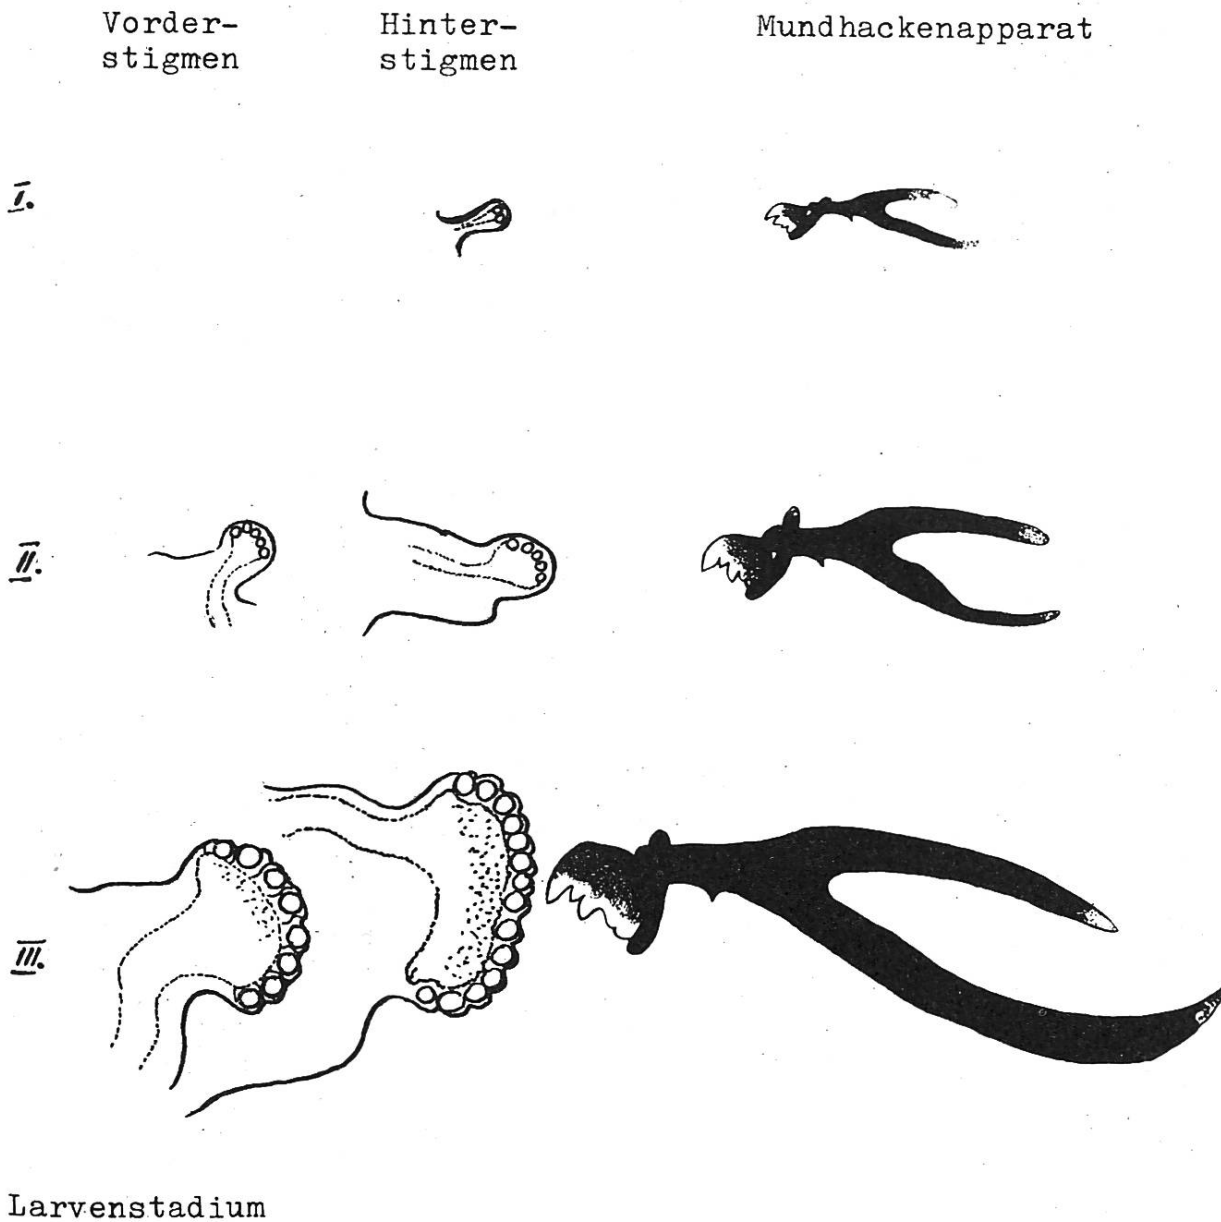 Vorder-
stigmen
Hinter-
stigmen
Mundhackenapparat
I.
II.
III.
Larvenstadium